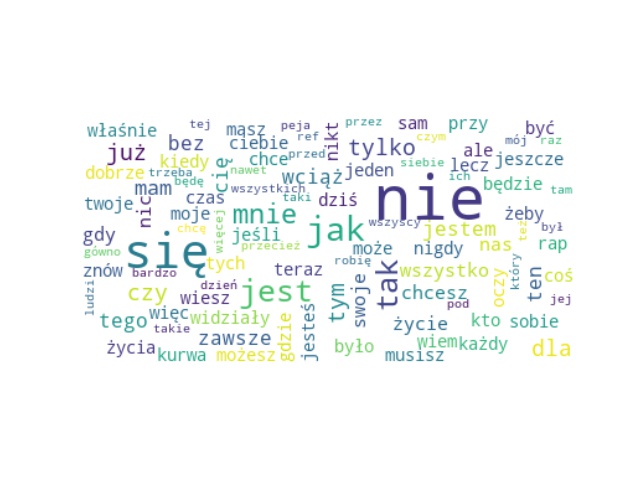 właśnie
tej
masz
peja
ref
nikt
przez
sam
przy
być
już
bez
ciebie
tylko
czym
ale
mój
raz
dobrze
kiedy
cię
chce
przed
jeden
siebie
lecz
jeszcze
trzeba
będę
nawet
wciąż
nie
ich
będzie
tam
twoje
nic
mam
czas
wszystkich
taki
dziś
moje
więcej
mnie
jak
wszyscy
jestem
żeby
gdy
chcę
jeśli
też
był
gówno
się
przecież
może
nigdy
nas
rap
znów
bardzo
tych
teraz
robię
tak
wszystko
oczy
który
ten
coś
ludzi
czy
dzień
wiesz
jest
tym
swoje
chcesz
pod
jej
tego
więc
takie
widziały
gdzie
jesteś
życie
kto
sobie
zawsze
było
wiem
każdy
życia
kurwa
możesz
musisz
dla